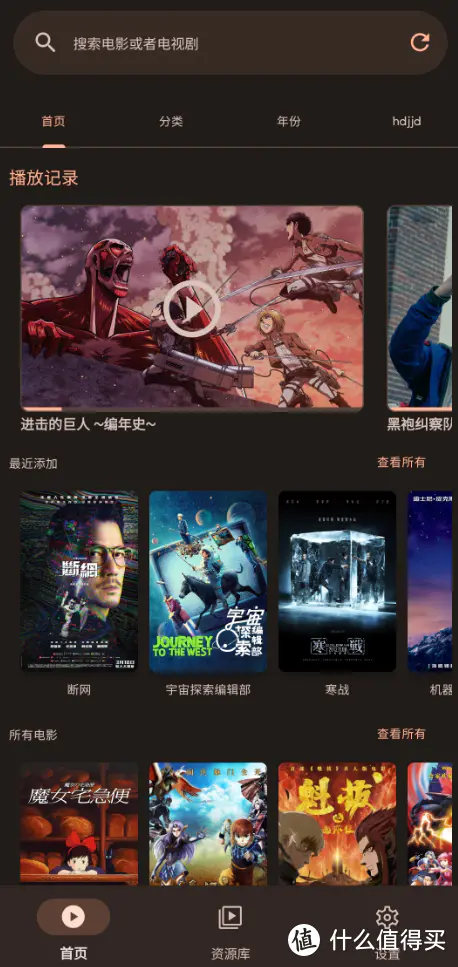 搜索电影或者电视剧
首页
分类
年份
hdjjd
播放记录
进击的巨人 ~编年史~
黑袍纠察队
最近添加
查看所有
断網
JOURNEY
TO THE WEST
宇宙
探索
编辑部
寒戰
断网
宇宙探索编辑部
寒战
机器
所有电影
查看所有
魔女宅急便
魁拔
首页
资源库
设置
值 什么值得买